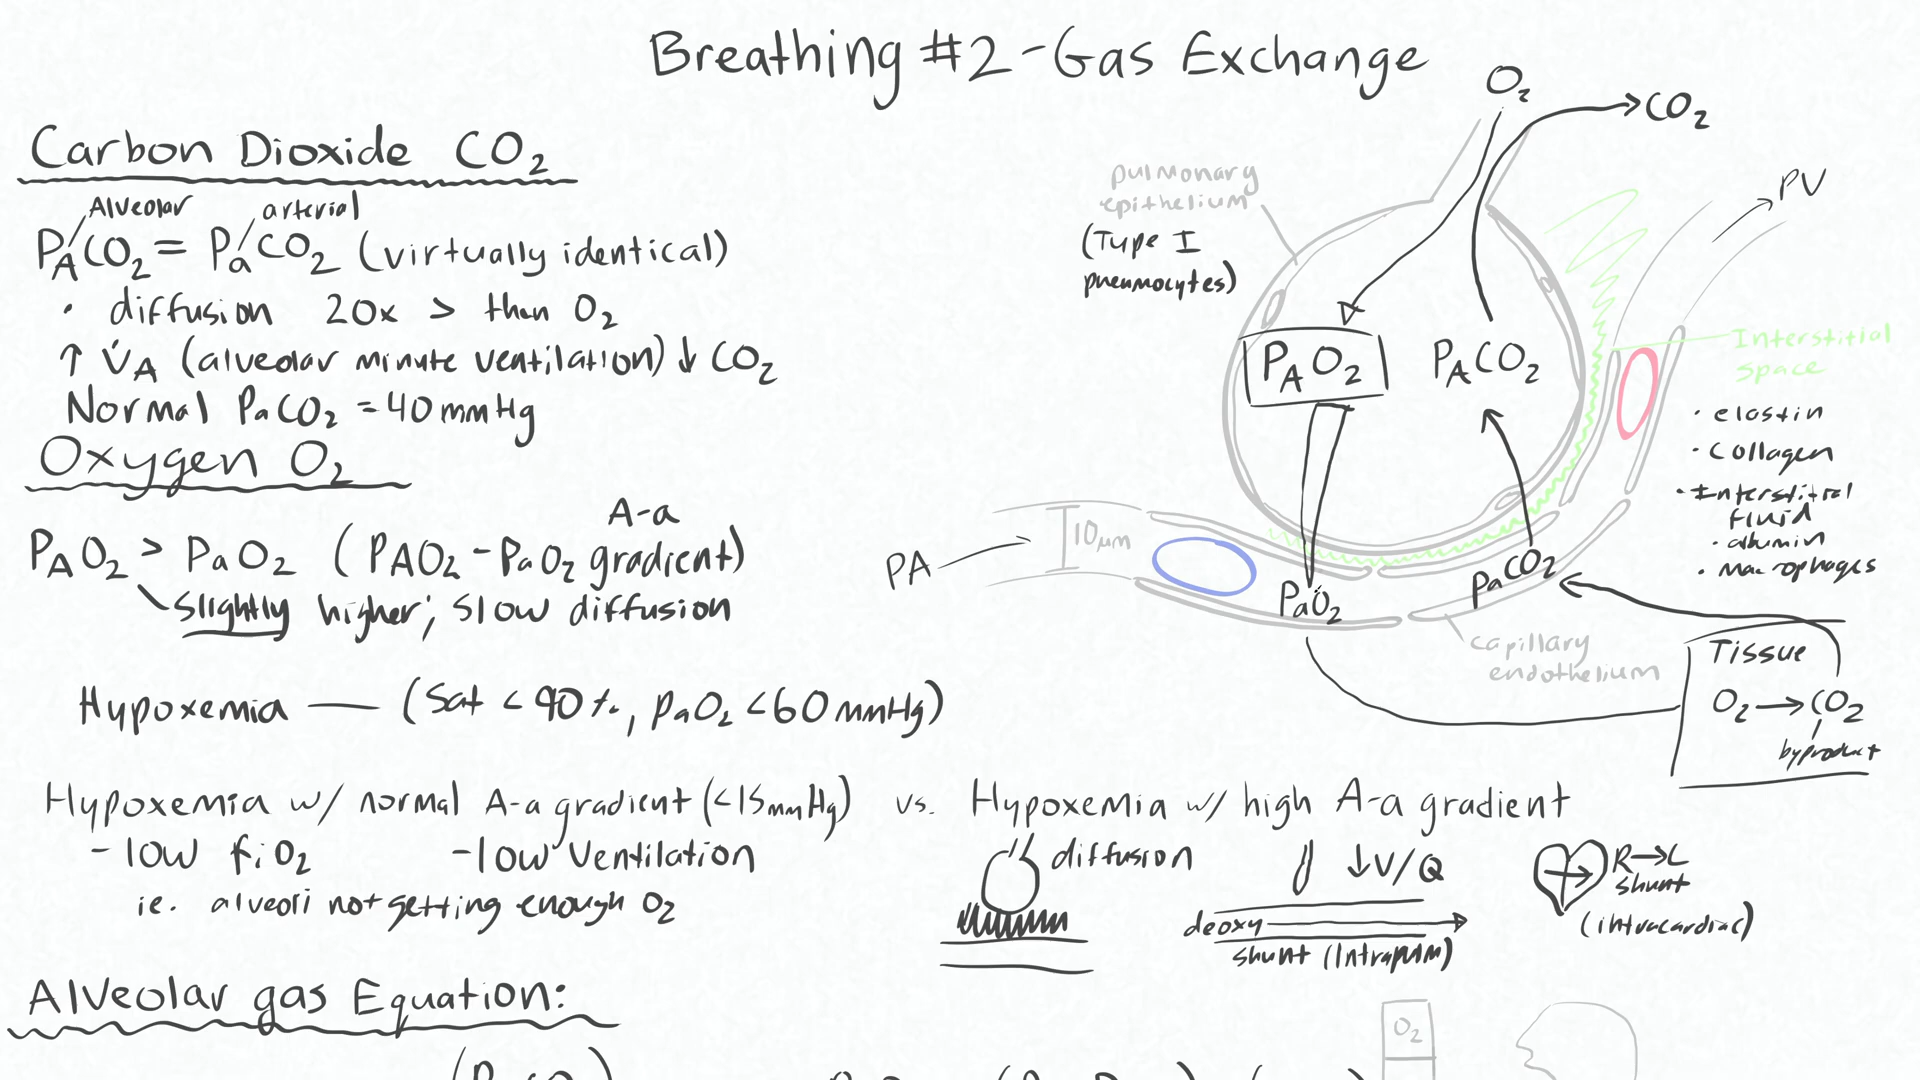 Breathing #2 - Gas Exchange
Carbon Dioxide CO2
Alveolar arterial
PACO2 = PaCO2 (virtually identical)
• diffusion 20x > than O2
↑ V̇A (alveolar minute ventilation) ↓ CO2
Normal PaCO2 = 40 mmHg
Oxygen O2
A-a
PAO2 > PaO2 (PAO2 - PaO2 gradient)
slightly higher; slow diffusion
Hypoxemia — (Sat < 90%, PaO2 < 60 mmHg)
Hypoxemia w/ normal A-a gradient (<15mmHg) vs. Hypoxemia w/ high A-a gradient
- low fiO2 - low ventilation
ie. alveoli not getting enough O2
diffusion
↓V/Q
deoxy
shunt (Intrapulm)
R→L
shunt
(intracardiac)
Alveolar gas Equation:
O2
CO2
pulmonary
epithelium
(Type I
pneumocytes)
PAO2
PACO2
PV
Interstitial
space
• elastin
• Collagen
• Interstitial
fluid
• albumin
• Macrophages
PA
10μm
PaO2
PaCO2
capillary
endothelium
Tissue
O2 → CO2
byproduct
O2